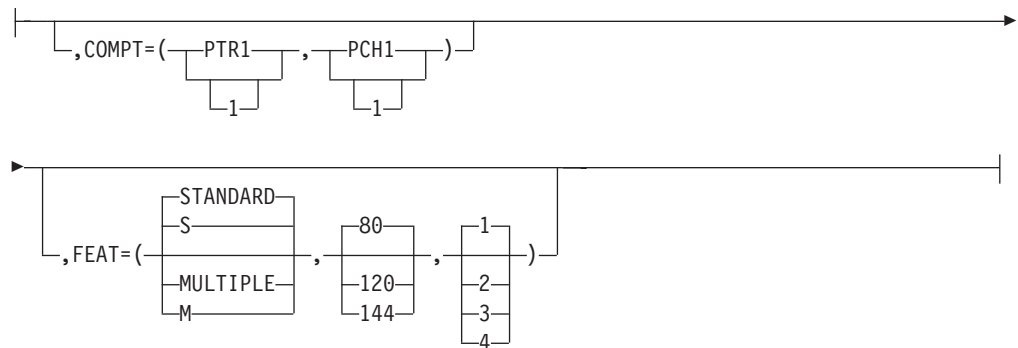 ,COMPT=( PTR1 , PCH1 )
1 1
STANDARD 80 1
S
,FEAT=( , , )
MULTIPLE 120 2
M 144 3
4